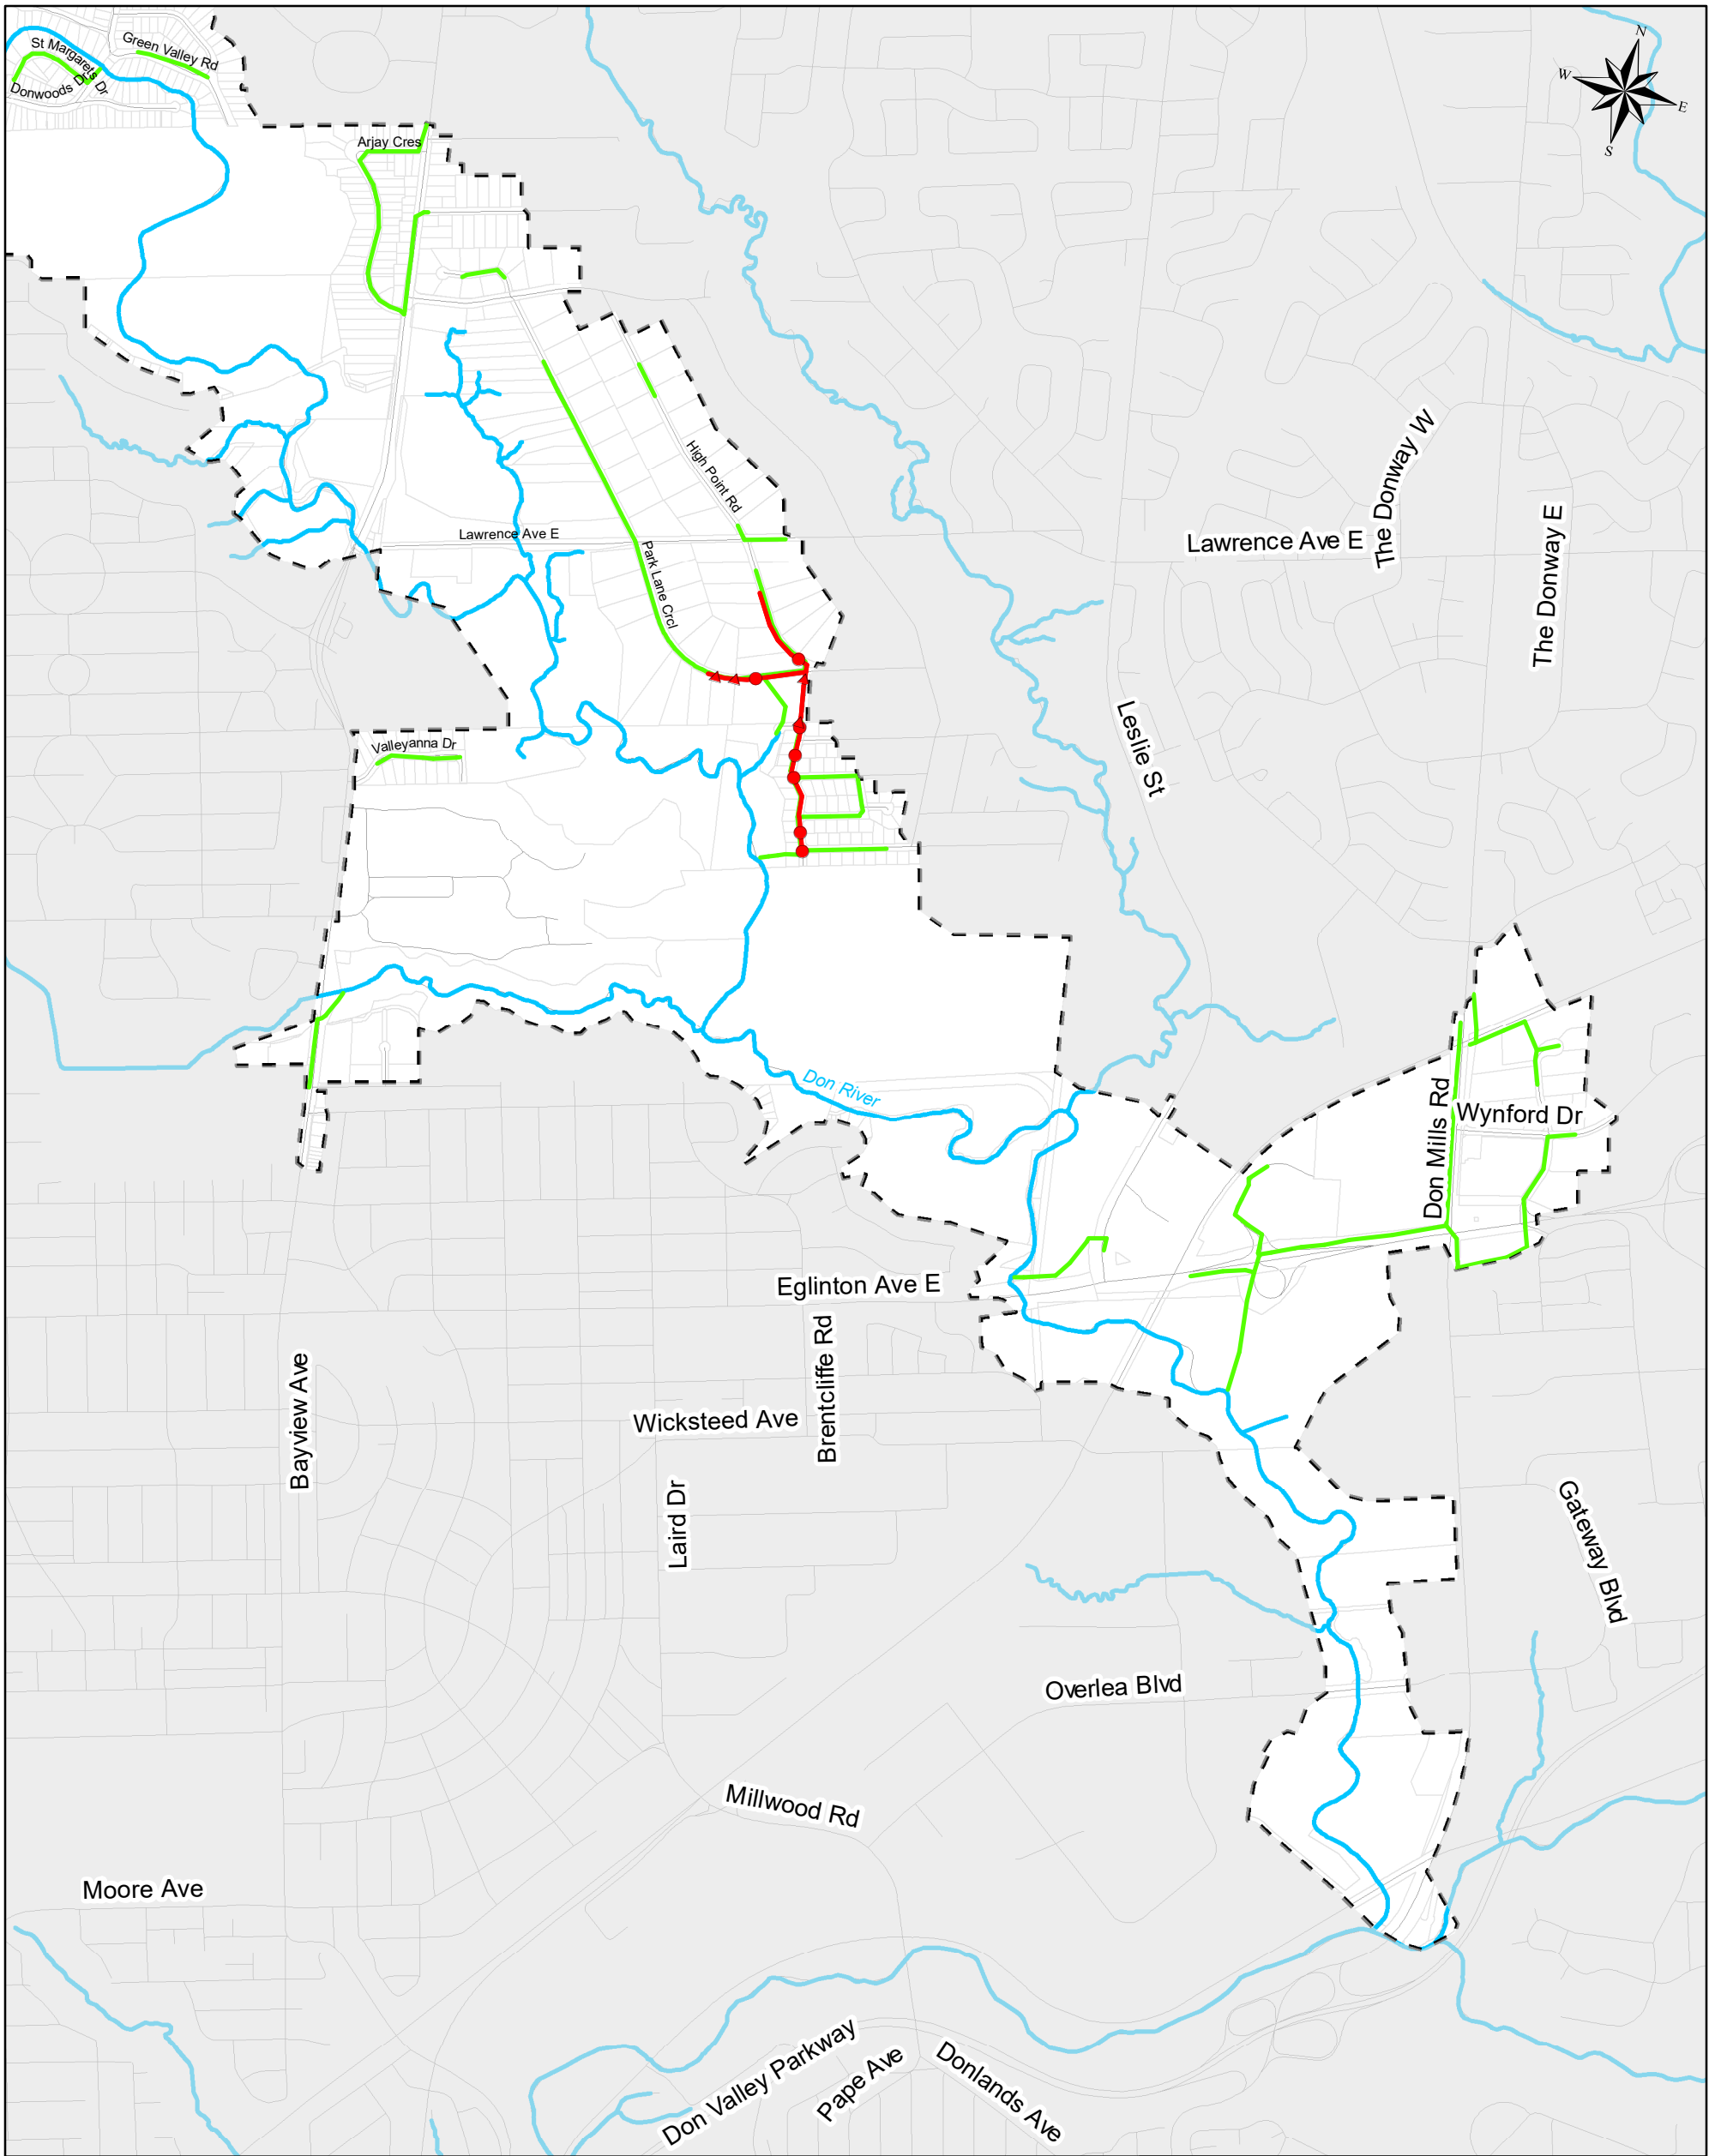 St Margarets Dr
Green Valley Rd
Donwoods Dr
N
W
E
S
Arjay Cres
High Point Rd
Lawrence Ave E
Park Lane Crcl
Lawrence Ave E
The Donway W
The Donway E
Leslie St
Valleyanna Dr
Don River
Don Mills Rd
Wynford Dr
Eglinton Ave E
Brentcliffe Rd
Bayview Ave
Wicksteed Ave
Laird Dr
Gateway Blvd
Overlea Blvd
Millwood Rd
Moore Ave
Don Valley Parkway
Pape Ave
Donlands Ave